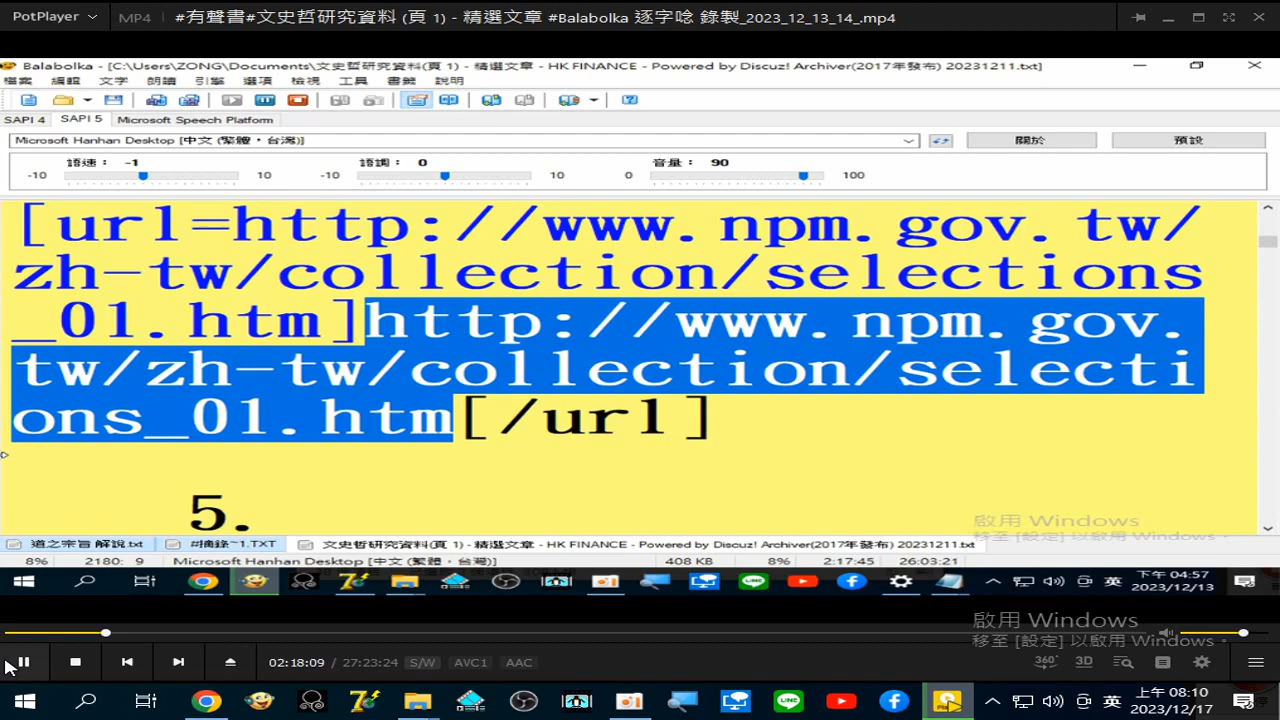 PotPlayer MP4 #有聲書#文史哲研究資料 (頁 1) - 精選文章 #Balabolka 逐字唸 錄製_2023_12_13_14_.mp4
Balabolka - [C:\Users\ZONG\Documents\文史哲研究資料(頁 1) - 精選文章 - HK FINANCE - Powered by Discuz! Archiver(2017年發布) 20231211.txt]
檔案 編輯 文字 朗讀 引擎 選項 檢視 工具 書籤 說明
SAPI 4 SAPI 5 Microsoft Speech Platform
Microsoft Hanhan Desktop [中文 (繁體，台灣)] 關於 預設
語速： -1 語調： 0 音量： 90
-10 10 -10 10 0 100
[url=http://www.npm.gov.tw/
zh-tw/collection/selections
_01.htm]http://www.npm.gov.
tw/zh-tw/collection/selecti
ons_01.htm[/url]
5.
啟用 Windows
道之宗旨 解說.txt #摘錄~1.TXT 文史哲研究資料(頁 1) - 精選文章 - HK FINANCE - Powered by Discuz! Archiver(2017年發布) 20231211.txt
8% 2180: 9 Microsoft Hanhan Desktop [中文 (繁體，台灣)] 408 KB 8% 2:17:45 26:03:21
英 下午 04:57
2023/12/13
啟用 Windows
移至 [設定] 以啟用 Windows。
02:18:09 / 27:23:24 S/W AVC1 AAC 360° 3D
英 上午 08:10
2023/12/17